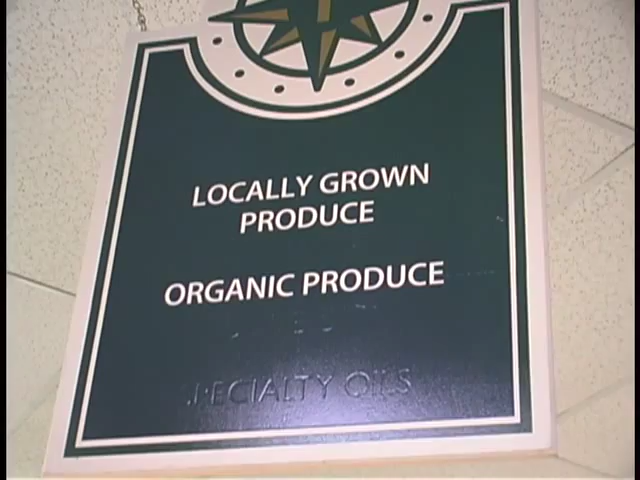 LOCALLY GROWN
PRODUCE
ORGANIC PRODUCE
SPECIALTY OILS